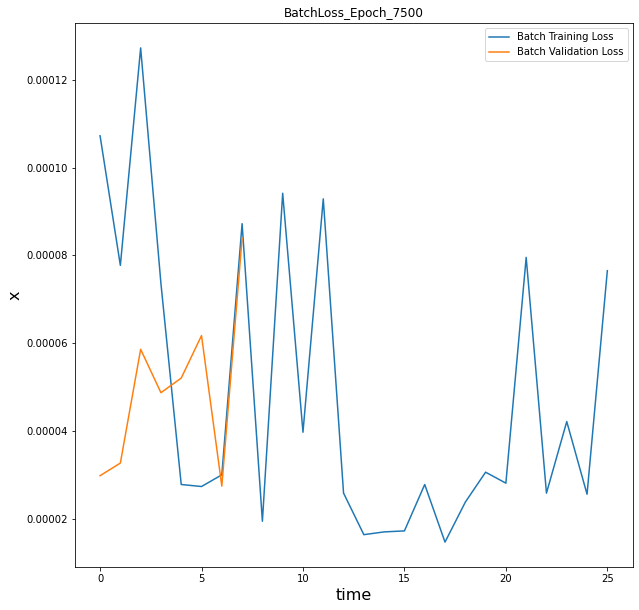 BatchLoss_Epoch_7500
Batch Training Loss
Batch Validation Loss
0.00012
0.00010
0.00008
0.00006
0.00004
0.00002
x
0 5 10 15 20 25
time